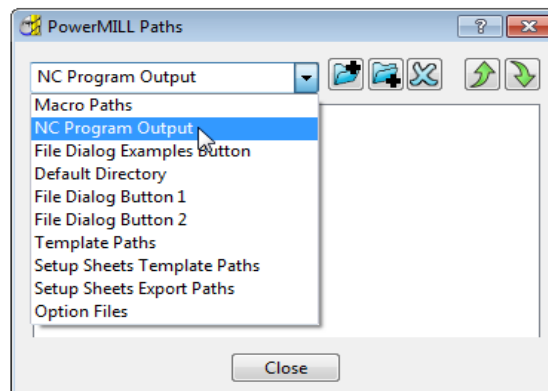 PowerMILL Paths
NC Program Output
Macro Paths
NC Program Output
File Dialog Examples Button
Default Directory
File Dialog Button 1
File Dialog Button 2
Template Paths
Setup Sheets Template Paths
Setup Sheets Export Paths
Option Files
Close